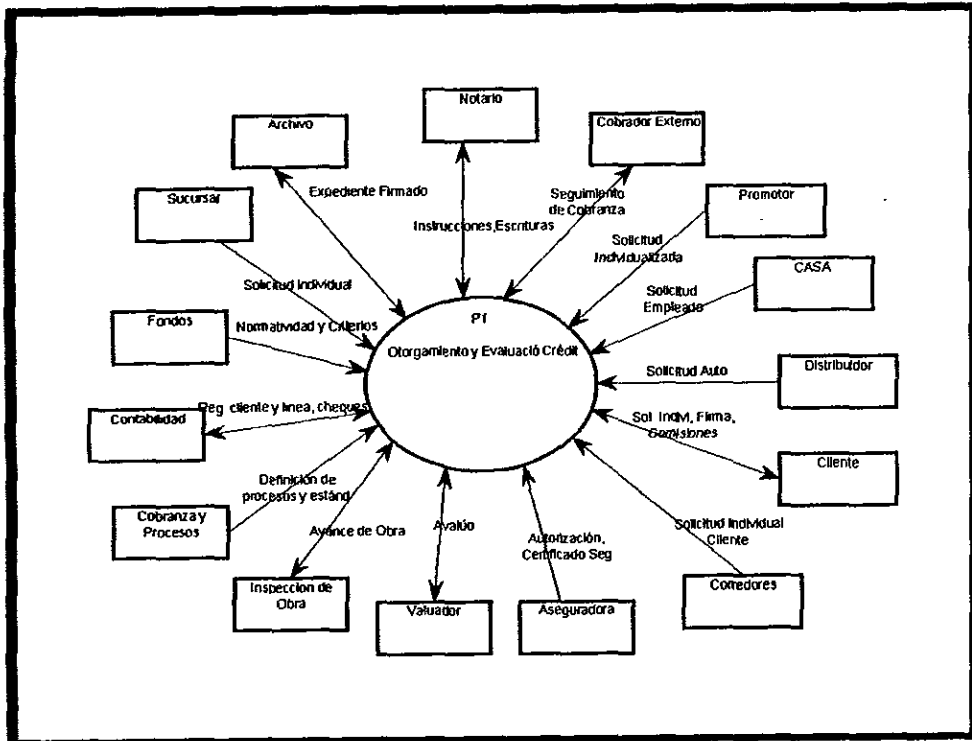 Notario
Archivo
Cobrador Externo
Expediente Firmado
Seguimiento
de Cobranza
Sucursal
Promotor
Instrucciones,Escrituras
Solicitud
Individualizada
CASA
Solicitud Individual
Solicitud
Empleado
Fondos
Normatividad y Criterios
P1
Otorgamiento y Evaluació Crédit
Distribuidor
Solicitud Auto
Contabilidad
Reg cliente y linea, cheques
Sol Indiv, Firma,
Comisiones
Cliente
Definición de
procesos y estánd
Cobranza y
Procesos
Avance de Obra
Avalúo
Autorización,
Certificado Seg
Solicitud Individual
Cliente
Inspeccion de
Obra
Valuador
Aseguradora
Corredores